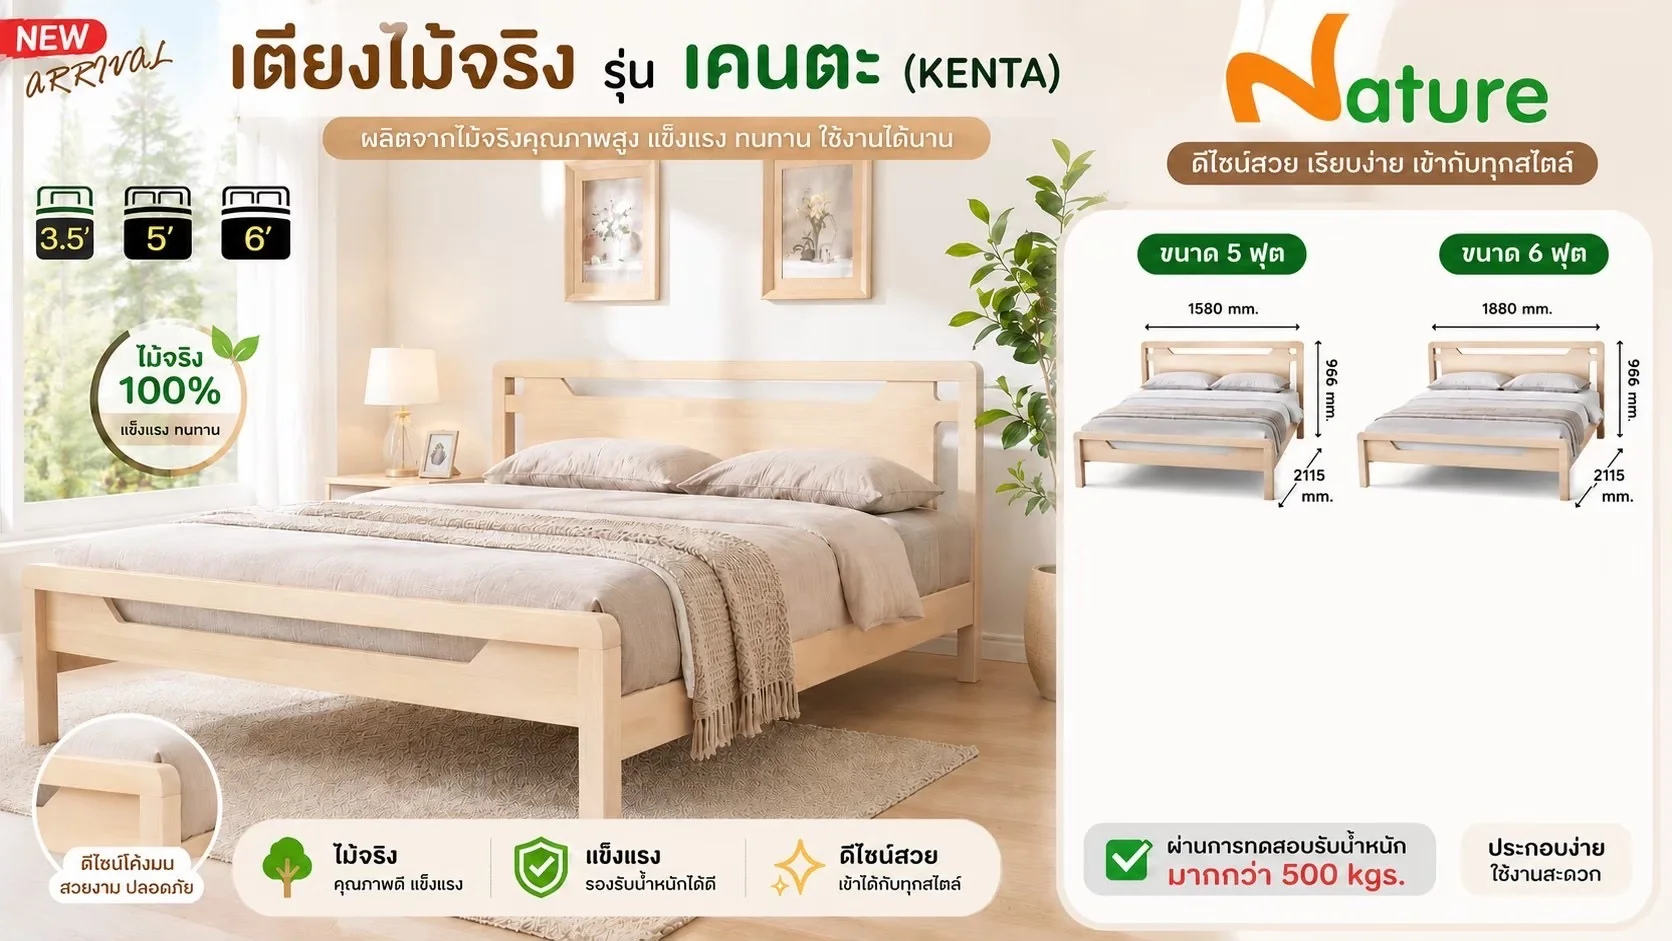 NEW
ARRIVAL
เตียงไม้จริง รุ่น เคนตะ (KENTA)
ผลิตจากไม้จริงคุณภาพสูง แข็งแรง ทนทาน ใช้งานได้นาน
3.5' 5' 6'
ไม้จริง
100%
แข็งแรง ทนทาน
ดีไซน์โค้งมน
สวยงาม ปลอดภัย
ไม้จริง
คุณภาพดี แข็งแรง
แข็งแรง
รองรับน้ำหนักได้ดี
ดีไซน์สวย
เข้าได้กับทุกสไตล์
Nature
ดีไซน์สวย เรียบง่าย เข้ากับทุกสไตล์
ขนาด 5 ฟุต
1580 mm.
966 mm.
2115
mm.
ขนาด 6 ฟุต
1880 mm.
966 mm.
2115
mm.
ผ่านการทดสอบรับน้ำหนัก
มากกว่า 500 kgs.
ประกอบง่าย
ใช้งานสะดวก